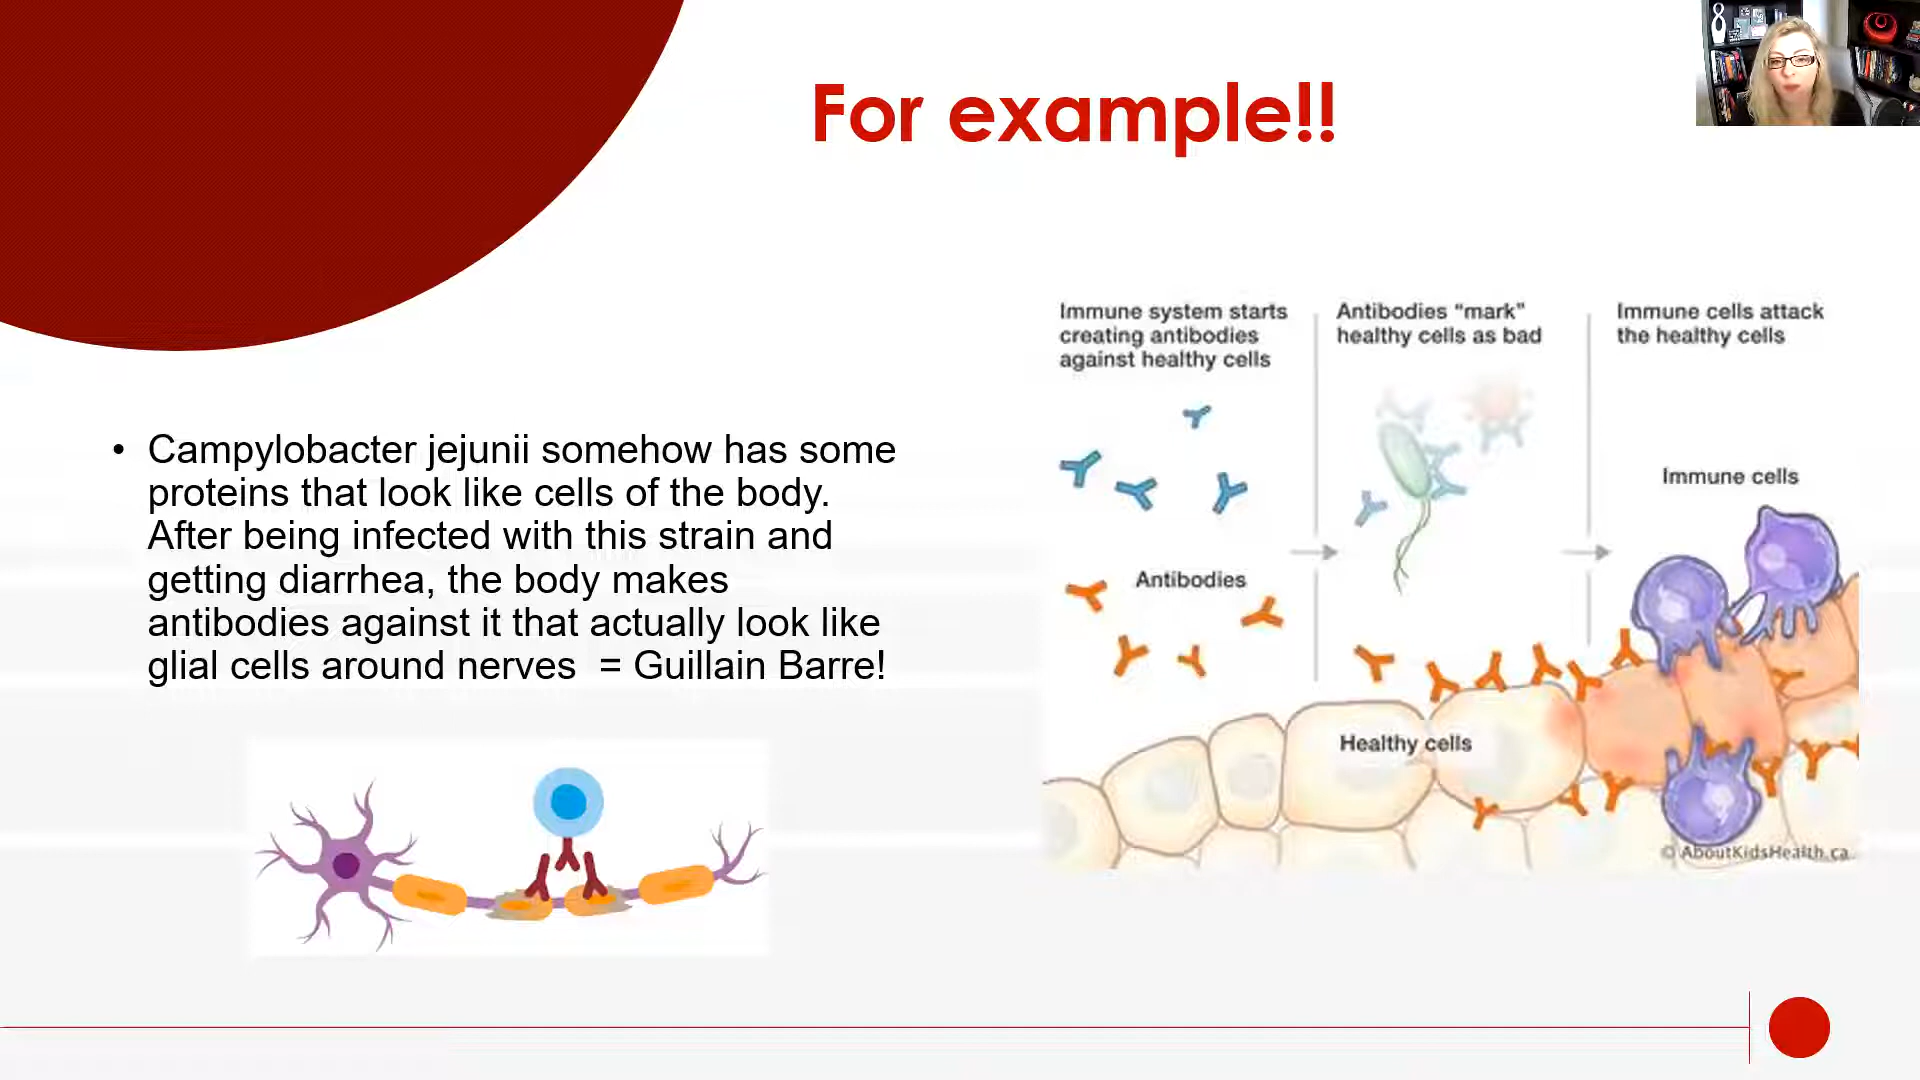 For example!!
• Campylobacter jejunii somehow has some
proteins that look like cells of the body.
After being infected with this strain and
getting diarrhea, the body makes
antibodies against it that actually look like
glial cells around nerves  = Guillain Barre!
Immune system starts
creating antibodies
against healthy cells
Antibodies "mark"
healthy cells as bad
Immune cells attack
the healthy cells
Immune cells
Antibodies
Healthy cells
© AboutKidsHealth.ca